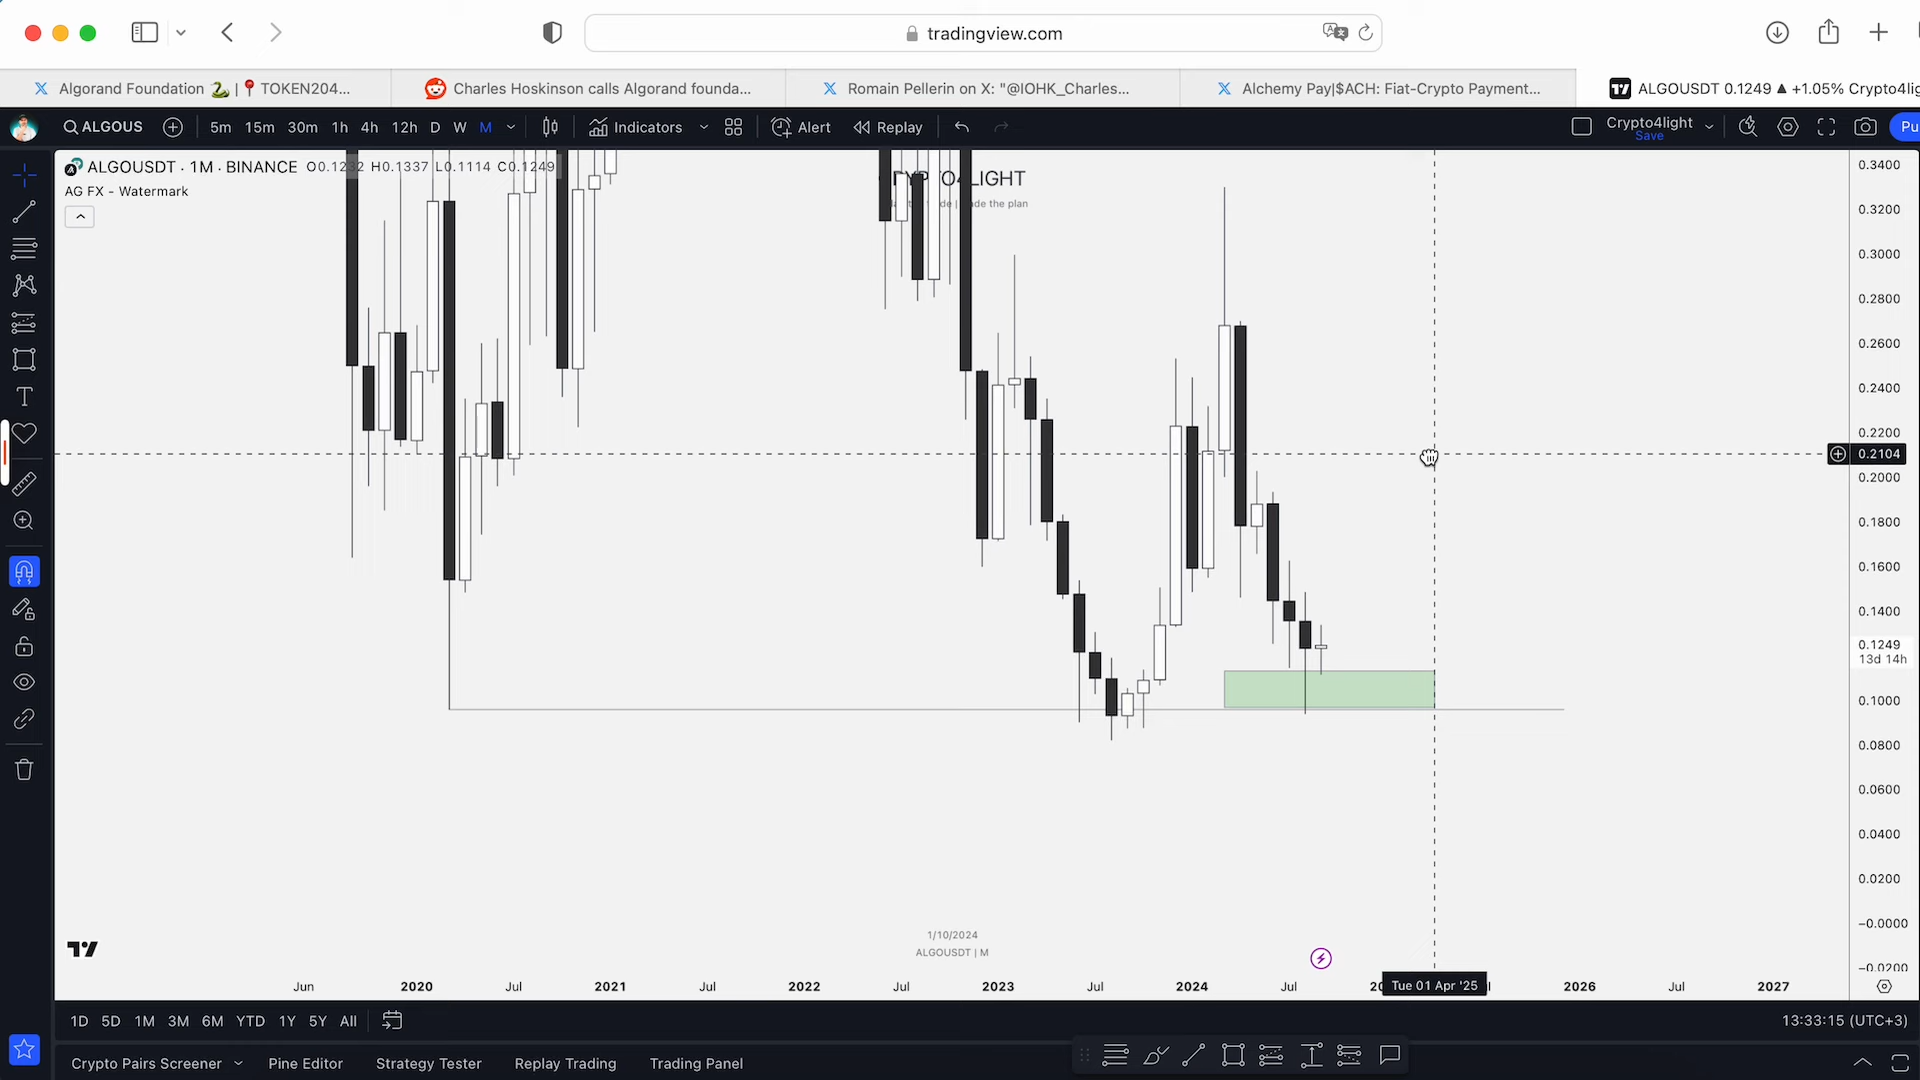 tradingview.com
Algorand Foundation 🐍 | 📍 TOKEN204...
Charles Hoskinson calls Algorand founda...
Romain Pellerin on X: "@IOHK_Charles...
Alchemy Pay|$ACH: Fiat-Crypto Payment...
ALGOUSDT 0.1249 ▲ +1.05% Crypto4lig
ALGOUS 5m 15m 30m 1h 4h 12h D W M Indicators Alert Replay Crypto4light Pu
Save
ALGOUSDT · 1M · BINANCE O0.1232 H0.1337 L0.1114 C0.1249
AG FX - Watermark
de the plan
0.3400
0.3200
0.3000
0.2800
0.2600
0.2400
0.2200
0.2104
0.2000
0.1800
0.1600
0.1400
0.1249
13d 14h
0.1000
0.0800
0.0600
0.0400
0.0200
−0.0000
−0.0200
1/10/2024
ALGOUSDT | M
Jun 2020 Jul 2021 Jul 2022 Jul 2023 Jul 2024 Jul Tue 01 Apr '25 2026 Jul 2027
1D 5D 1M 3M 6M YTD 1Y 5Y All 13:33:15 (UTC+3)
Crypto Pairs Screener Pine Editor Strategy Tester Replay Trading Trading Panel